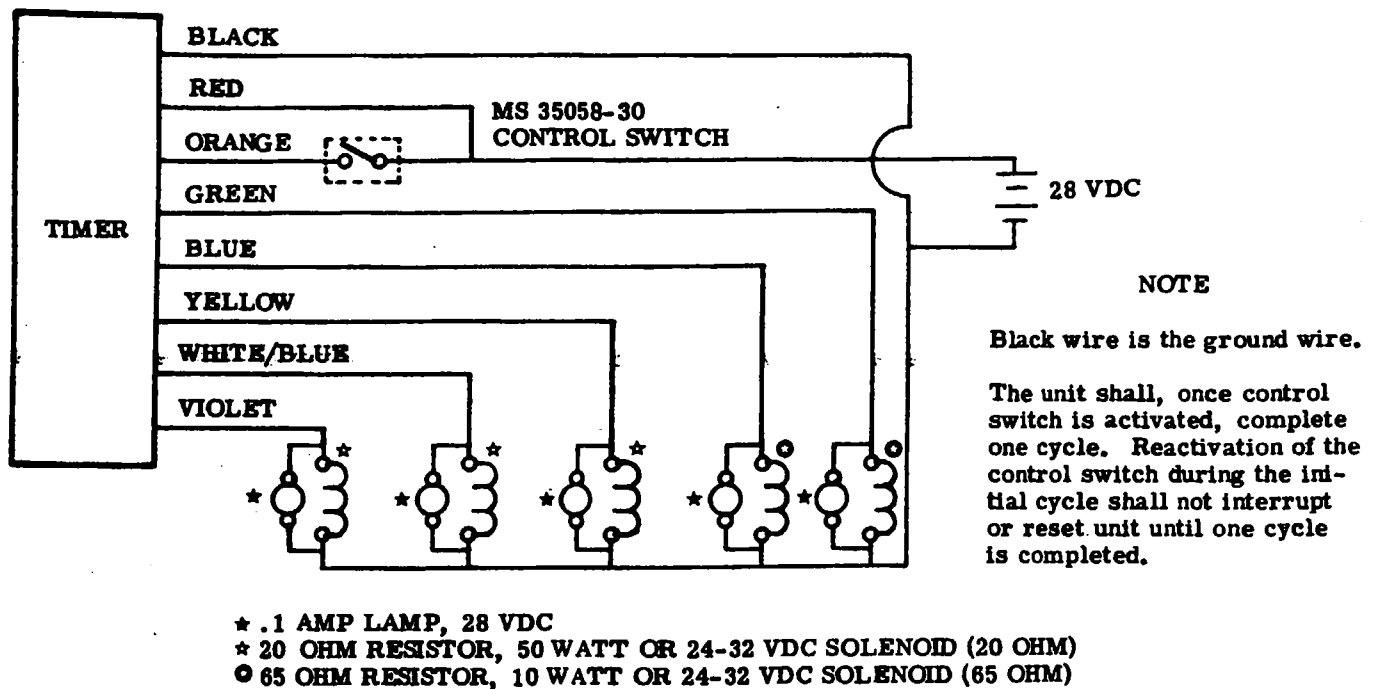 BLACK
RED
MS 35058-30
CONTROL SWITCH
ORANGE
GREEN
28 VDC
TIMER
BLUE
YELLOW
WHITE/BLUE
VIOLET
NOTE
Black wire is the ground wire.
The unit shall, once control
switch is activated, complete
one cycle. Reactivation of the
control switch during the ini-
tial cycle shall not interrupt
or reset unit until one cycle
is completed.
★ .1 AMP LAMP, 28 VDC
☆ 20 OHM RESISTOR, 50 WATT OR 24-32 VDC SOLENOID (20 OHM)
✪ 65 OHM RESISTOR, 10 WATT OR 24-32 VDC SOLENOID (65 OHM)